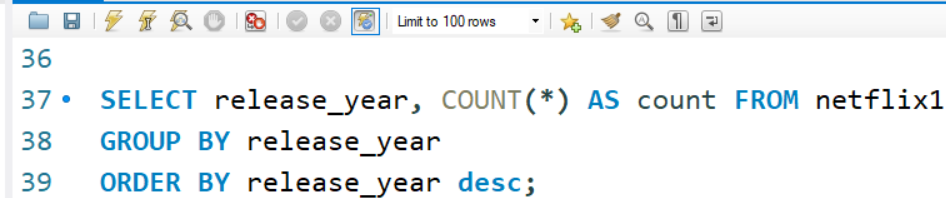 Limit to 100 rows
36
37 SELECT release_year, COUNT(*) AS count FROM netflix1
38 GROUP BY release_year
39 ORDER BY release_year desc;